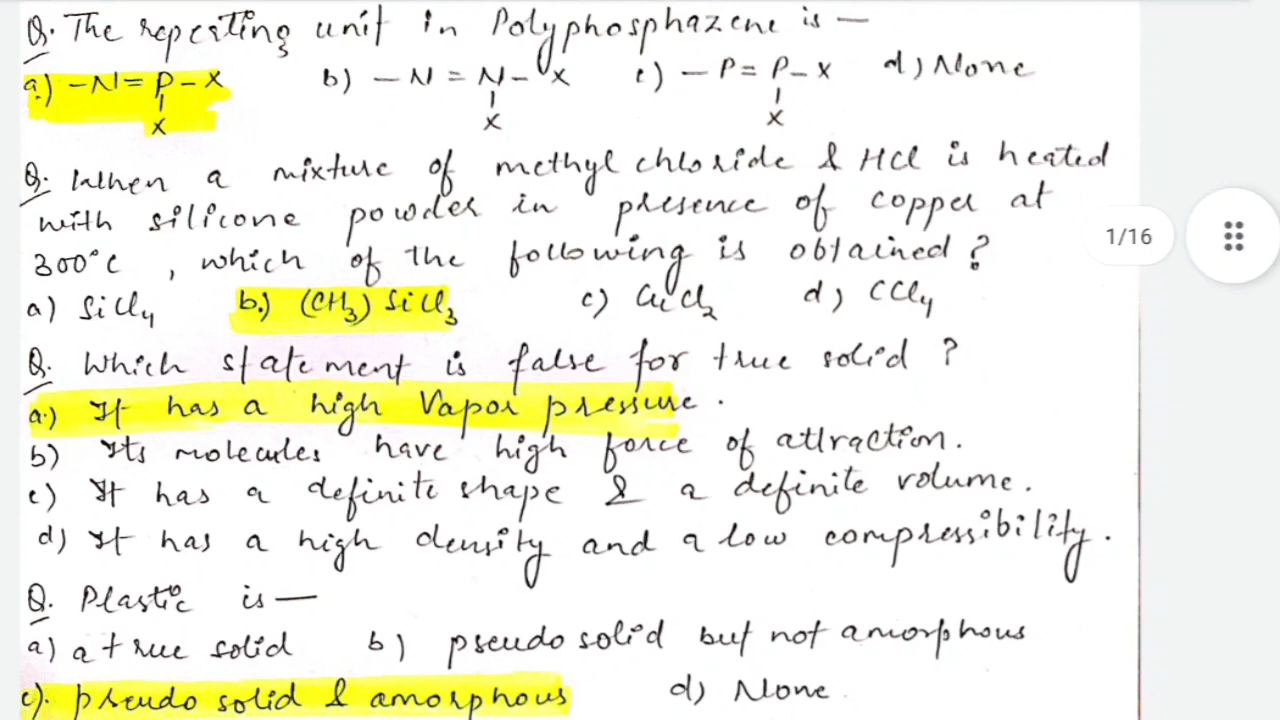 Q. The repeating unit in Polyphosphazene is —
a.) -N=P-X b) -N=N-X c) -P=P-X d) None
X X X
Q. When a mixture of methyl chloride & HCl is heated
with silicone powder in presence of copper at
300°C, which of the following is obtained?
a) SiCl4 b.) (CH3) SiCl3 c) CuCl2 d) CCl4
Q. Which statement is false for true solid?
a.) It has a high Vapor pressure.
b) Its molecules have high force of attraction.
c) It has a definite shape & a definite volume.
d) It has a high density and a low compressibility.
Q. Plastic is —
a) a true solid b) pseudo solid but not amorphous
c). pseudo solid & amorphous d) None.
1/16